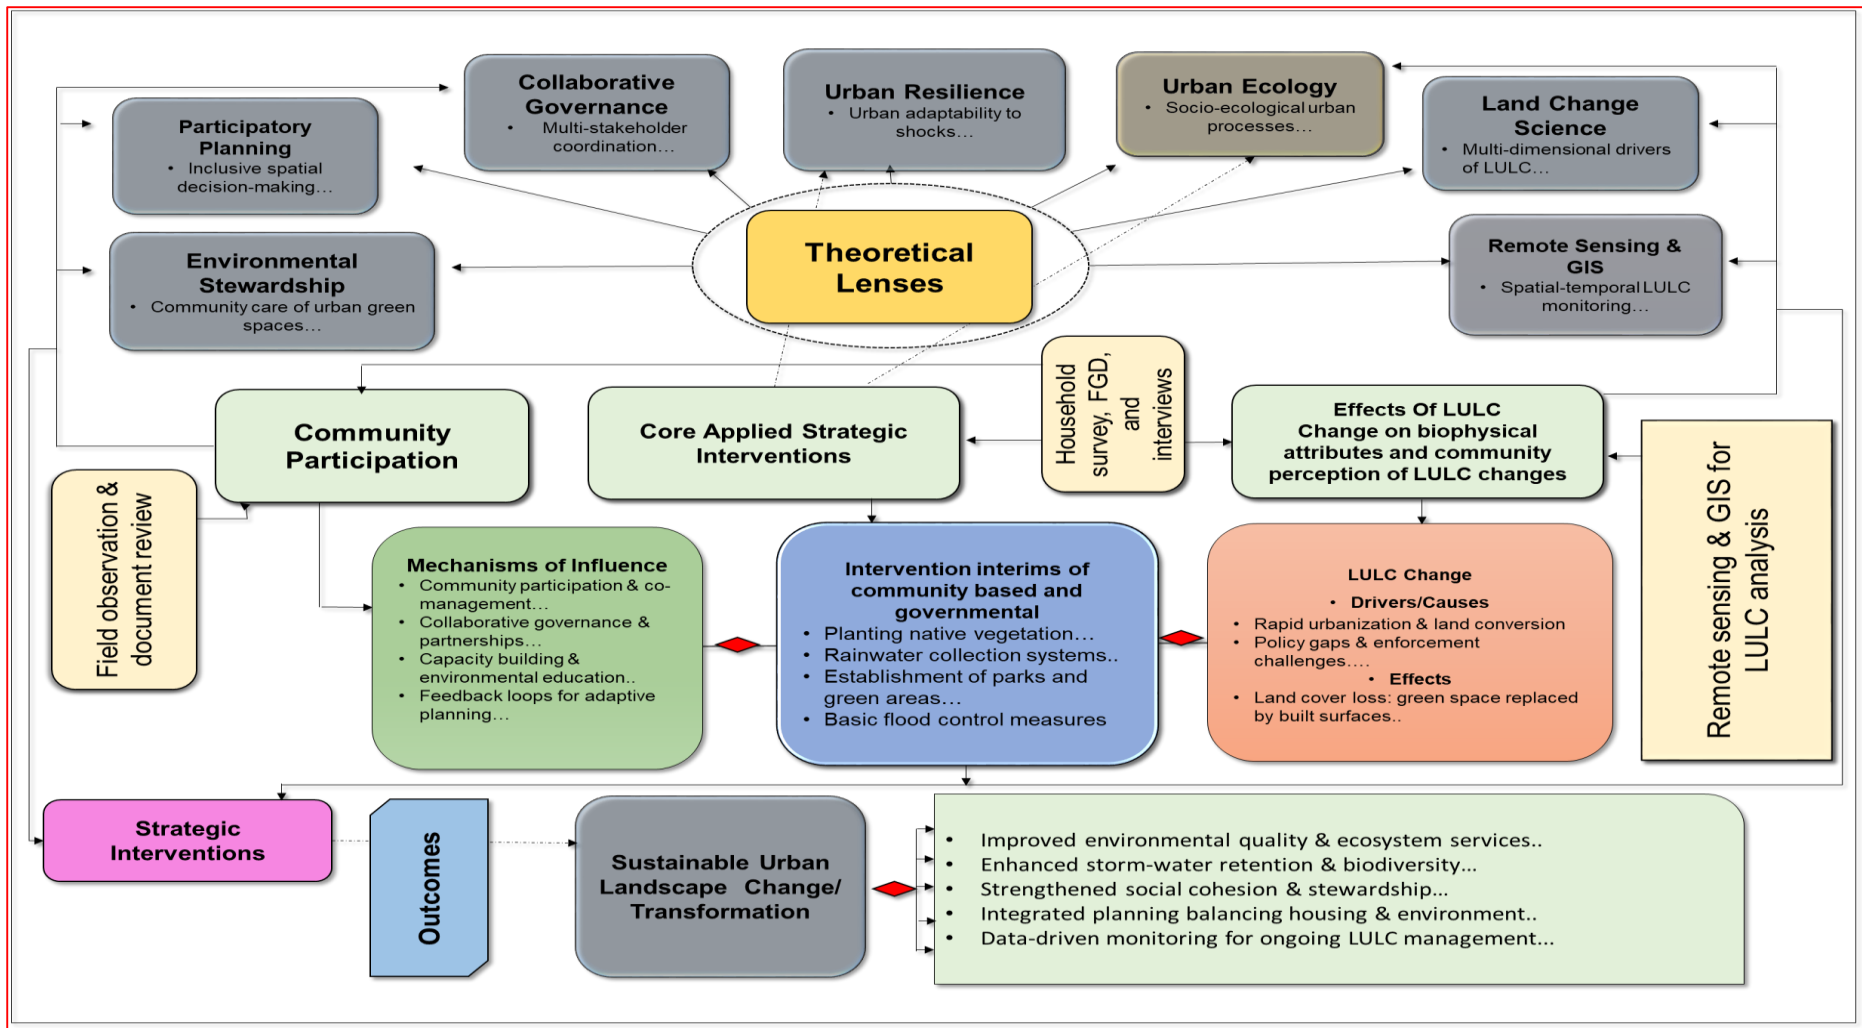 Collaborative
Governance
• Multi-stakeholder
coordination…
Urban Resilience
• Urban adaptability to
shocks…
Urban Ecology
• Socio-ecological urban
processes…
Land Change
Science
• Multi-dimensional drivers
of LULC…
Participatory
Planning
• Inclusive spatial
decision-making…
Environmental
Stewardship
• Community care of urban green
spaces…
Theoretical
Lenses
Remote Sensing &
GIS
• Spatial-temporal LULC
monitoring…
Community
Participation
Core Applied Strategic
Interventions
Household
survey, FGD,
and
interviews
Effects Of LULC
Change on biophysical
attributes and community
perception of LULC changes
Field observation &
document review
Mechanisms of Influence
• Community participation & co-
management…
• Collaborative governance &
partnerships…
• Capacity building &
environmental education..
• Feedback loops for adaptive
planning…
Intervention interims of
community based and
governmental
• Planting native vegetation…
• Rainwater collection systems..
• Establishment of parks and
green areas…
• Basic flood control measures
LULC Change
• Drivers/Causes
• Rapid urbanization & land conversion
• Policy gaps & enforcement
challenges….
• Effects
• Land cover loss: green space replaced
by built surfaces..
Remote sensing & GIS for
LULC analysis
Strategic
Interventions
Outcomes
Sustainable Urban
Landscape Change/
Transformation
• Improved environmental quality & ecosystem services..
• Enhanced storm-water retention & biodiversity…
• Strengthened social cohesion & stewardship…
• Integrated planning balancing housing & environment..
• Data-driven monitoring for ongoing LULC management…